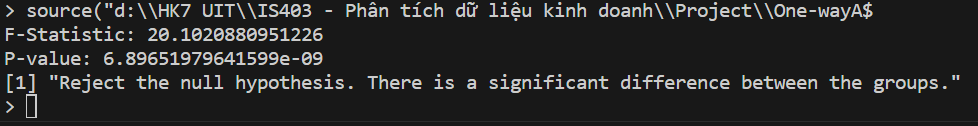 > source("d:\\HK7 UIT\\IS403 - Phân tích dữ liệu kinh doanh\\Project\\One-wayA$
F-Statistic: 20.1020880951226
P-value: 6.89651979641599e-09
[1] "Reject the null hypothesis. There is a significant difference between the groups."
>